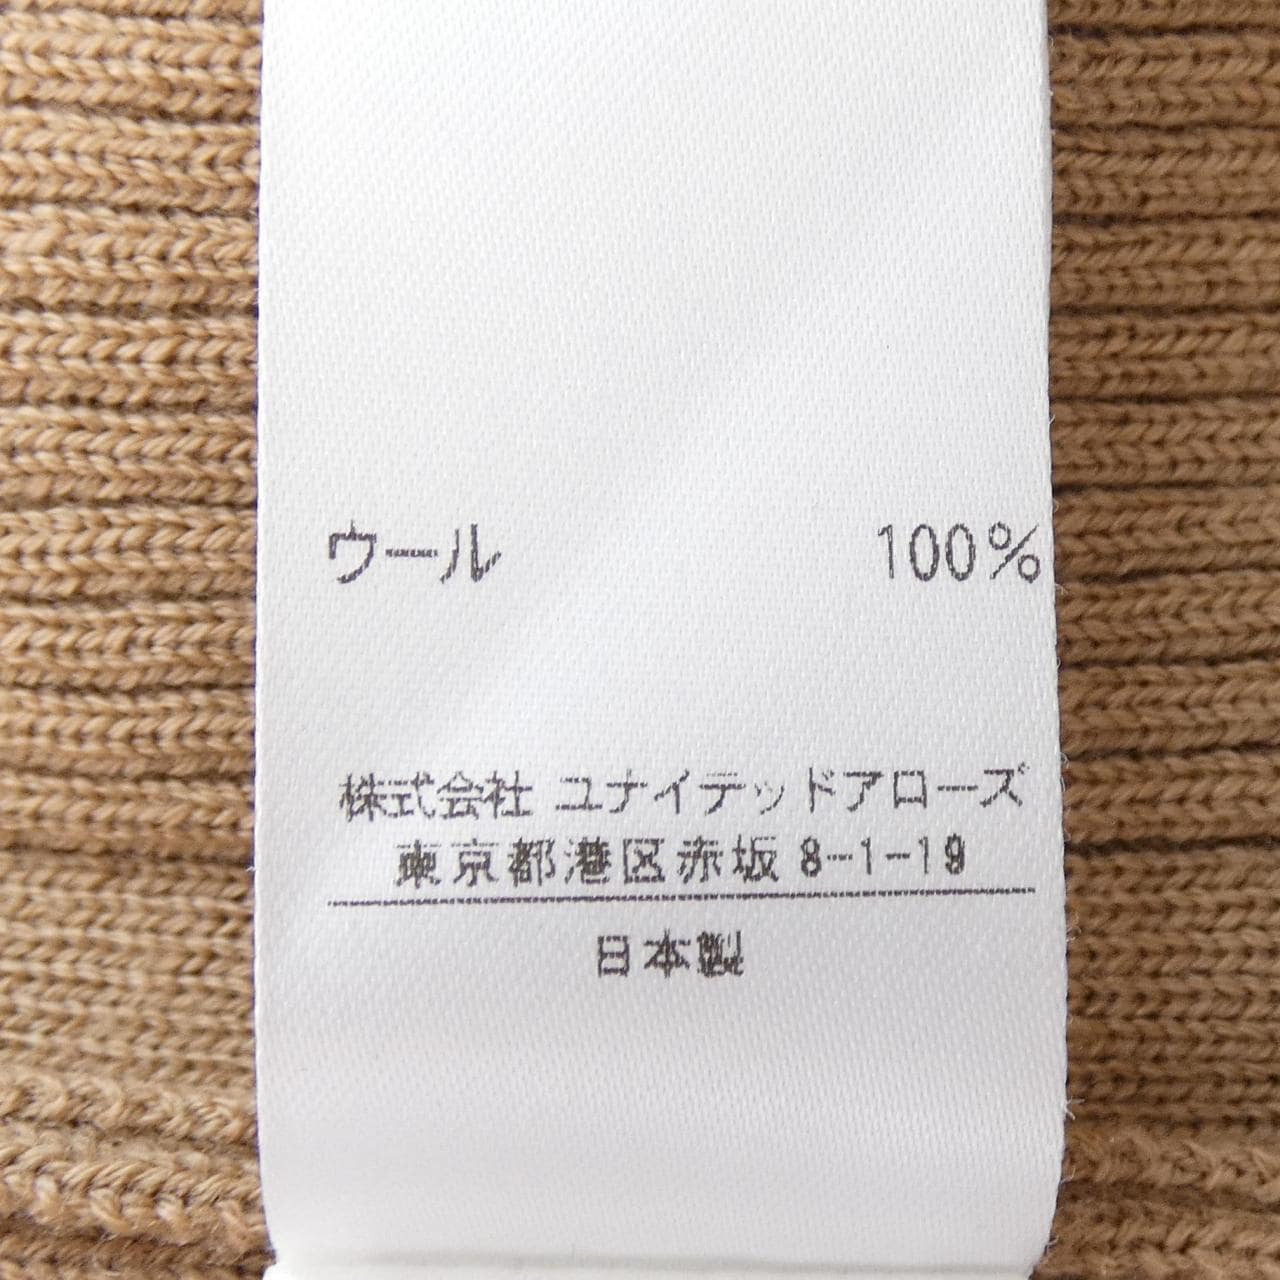 ウール 100%
株式会社 ユナイテッドアローズ
東京都港区赤坂8-1-19
日本製